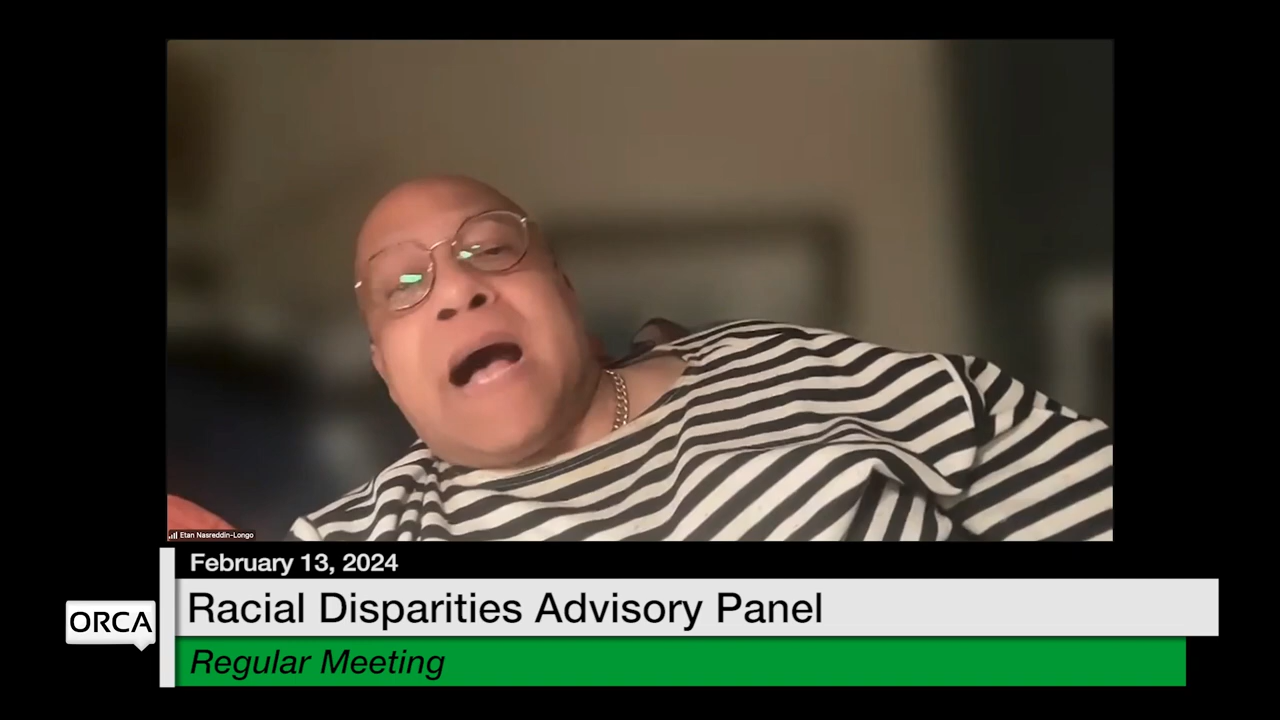 Etan Nasreddin-Longo
February 13, 2024
ORCA
Racial Disparities Advisory Panel
Regular Meeting